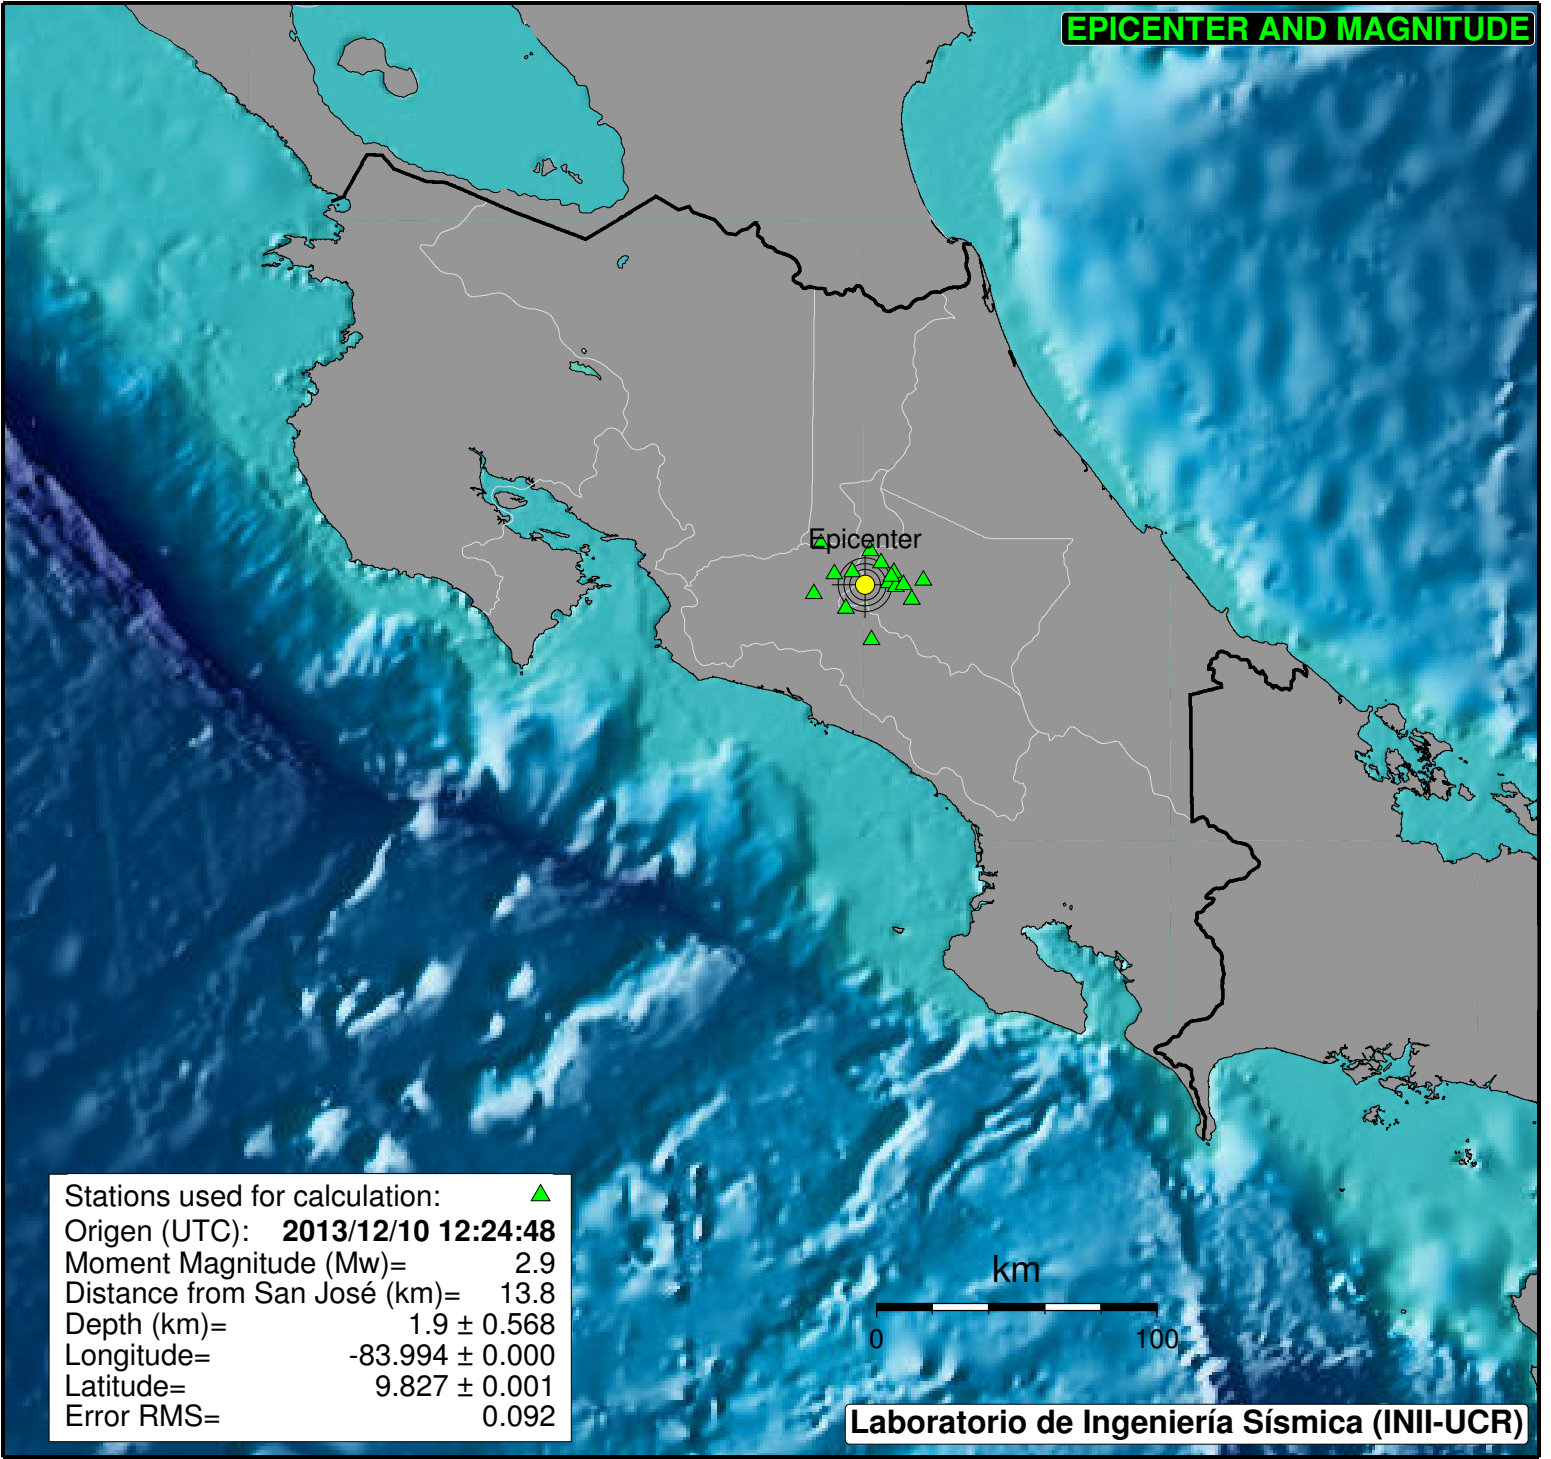 EPICENTER AND MAGNITUDE
Epicenter
Stations used for calculation:
Origen (UTC): 2013/12/10 12:24:48
Moment Magnitude (Mw)= 2.9
Distance from San José (km)= 13.8
Depth (km)= 1.9 ± 0.568
Longitude= -83.994 ± 0.000
Latitude= 9.827 ± 0.001
Error RMS= 0.092
km
0 100
Laboratorio de Ingeniería Sísmica (INII-UCR)